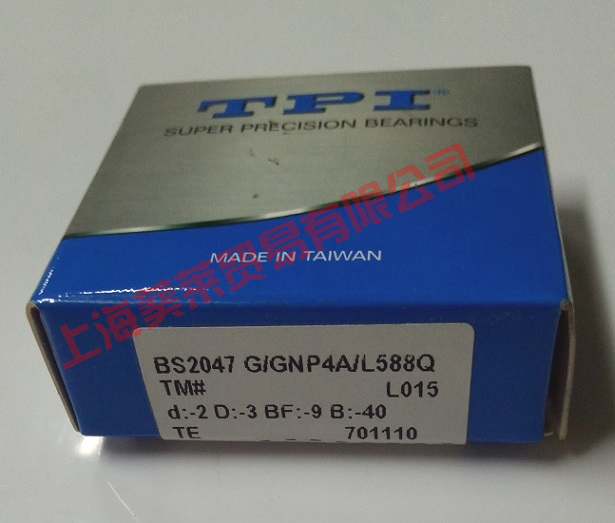 TPI®
SUPER PRECISION BEARINGS
上海英莱贸易有限公司
MADE IN TAIWAN
BS2047 G/GNP4A/L588Q
TM# L015
d:-2 D:-3 BF:-9 B:-40
TE 701110